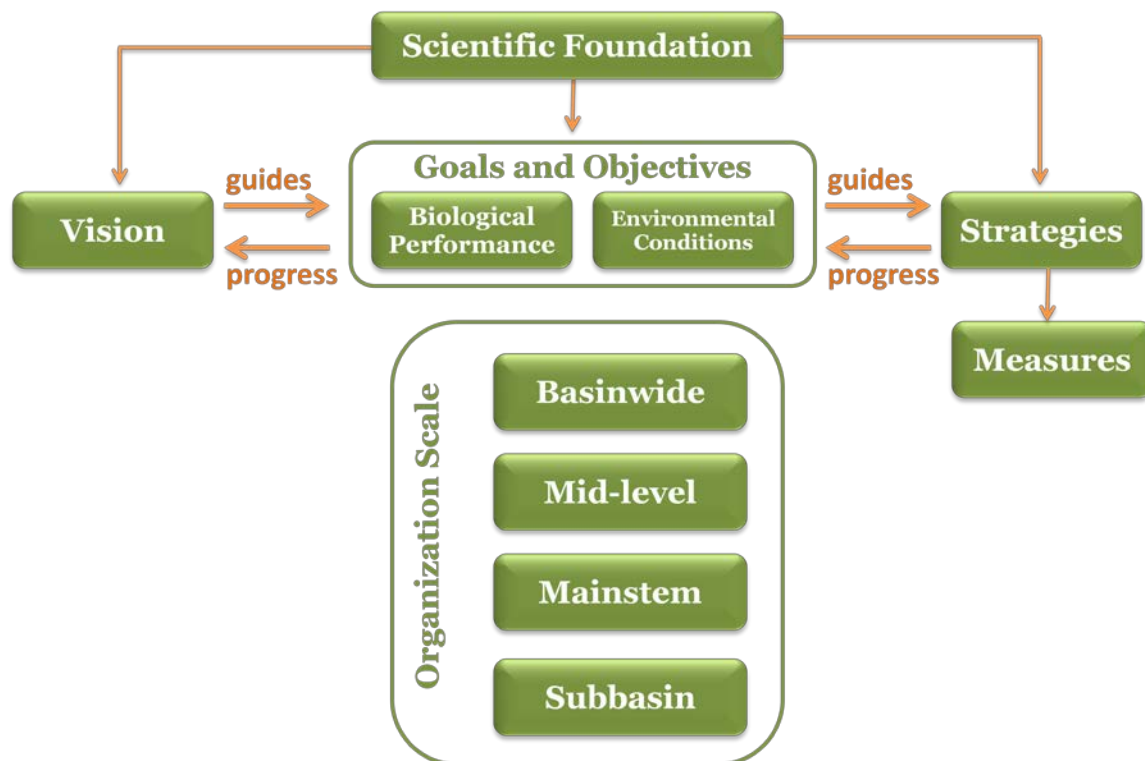 Scientific Foundation
Goals and Objectives
guides
guides
Vision
Biological
Performance
Environmental
Conditions
Strategies
progress
progress
Measures
Organization Scale
Basinwide
Mid-level
Mainstem
Subbasin